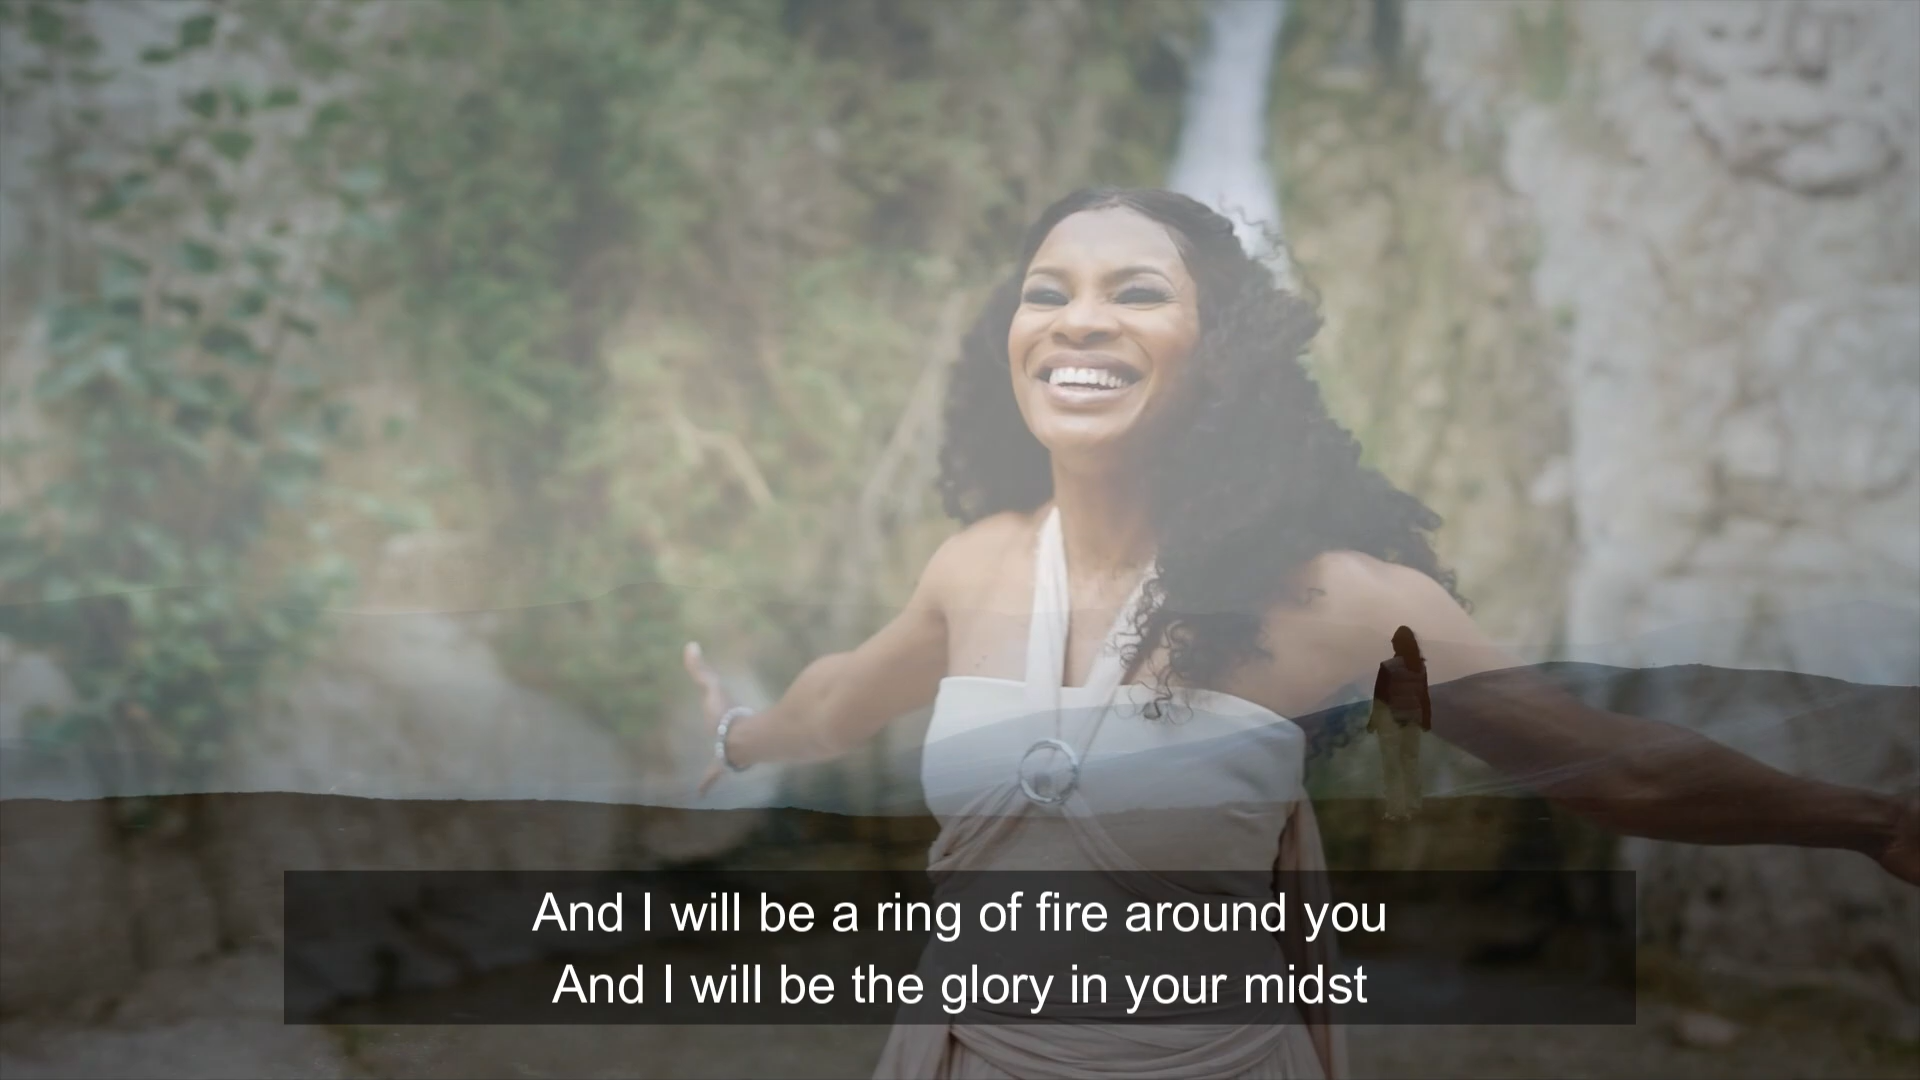 And I will be a ring of fire around you
And I will be the glory in your midst